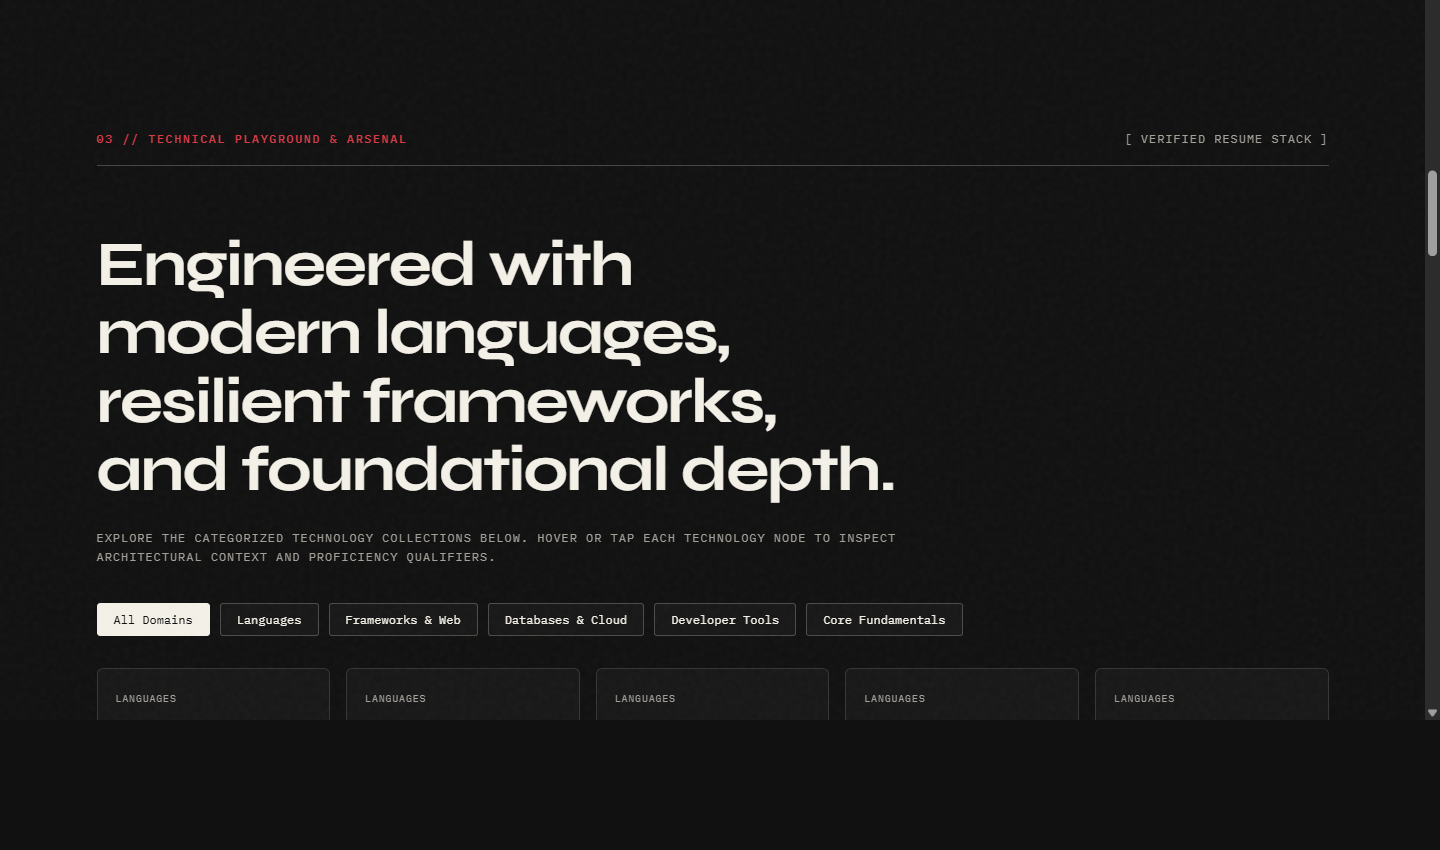 03 // TECHNICAL PLAYGROUND & ARSENAL
[ VERIFIED RESUME STACK ]
Engineered with
modern languages,
resilient frameworks,
and foundational depth.
EXPLORE THE CATEGORIZED TECHNOLOGY COLLECTIONS BELOW. HOVER OR TAP EACH TECHNOLOGY NODE TO INSPECT
ARCHITECTURAL CONTEXT AND PROFICIENCY QUALIFIERS.
All Domains
Languages
Frameworks & Web
Databases & Cloud
Developer Tools
Core Fundamentals
LANGUAGES
LANGUAGES
LANGUAGES
LANGUAGES
LANGUAGES